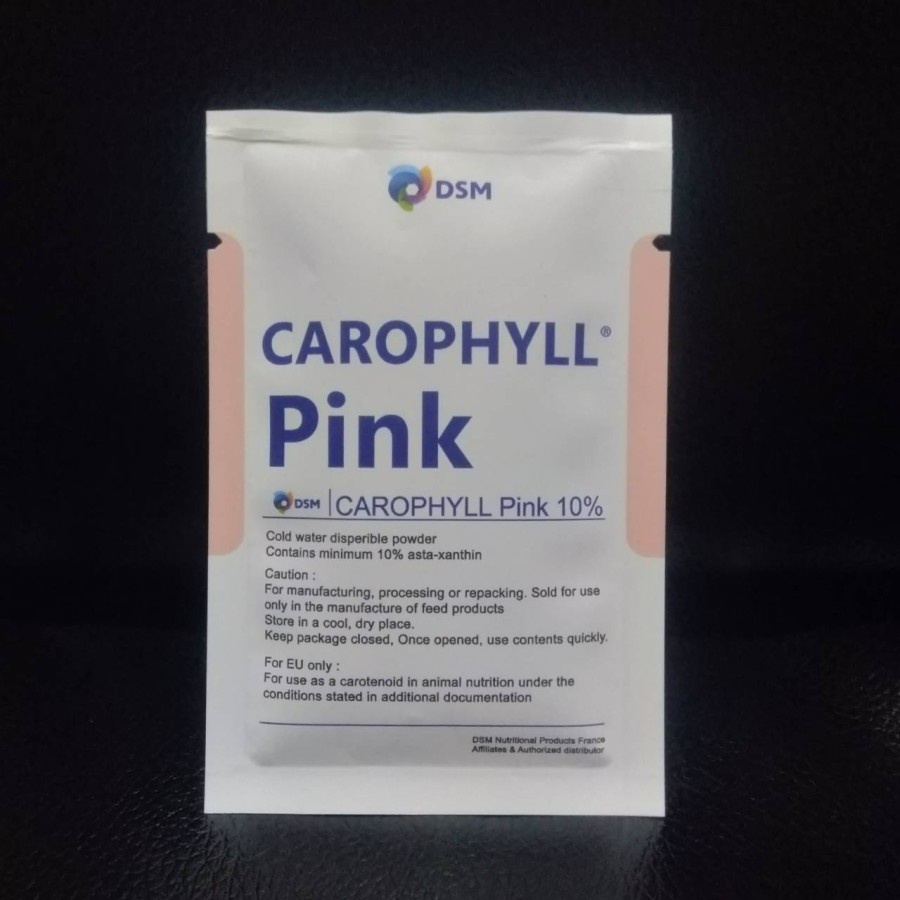 DSM
CAROPHYLL®
Pink
DSM CAROPHYLL Pink 10%
Cold water disperible powder
Contains minimum 10% asta-xanthin
Caution :
For manufacturing, processing or repacking. Sold for use
only in the manufacture of feed products
Store in a cool, dry place.
Keep package closed, Once opened, use contents quickly.
For EU only :
For use as a carotenoid in animal nutrition under the
conditions stated in additional documentation
DSM Nutritional Products France
Affiliates & Authorized distributor